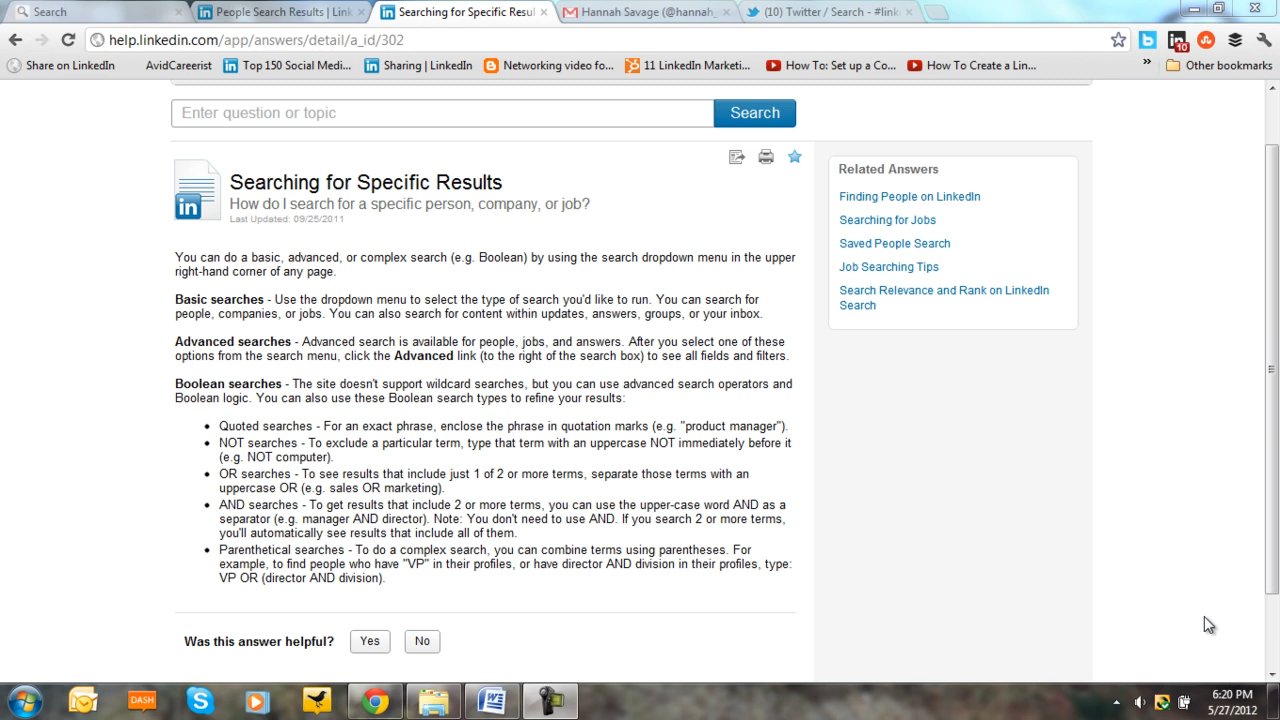 Search
People Search Results | Link
Searching for Specific Resul
Hannah Savage (@hannah_
(10) Twitter / Search - #link
help.linkedin.com/app/answers/detail/a_id/302
10
Share on LinkedIn
AvidCareerist
Top 150 Social Medi...
Sharing | LinkedIn
Networking video fo...
11 LinkedIn Marketi...
How To: Set up a Co...
How To Create a Lin...
»
Other bookmarks
Enter question or topic
Search
Searching for Specific Results
How do I search for a specific person, company, or job?
Last Updated: 09/25/2011
You can do a basic, advanced, or complex search (e.g. Boolean) by using the search dropdown menu in the upper
right-hand corner of any page.
Basic searches - Use the dropdown menu to select the type of search you'd like to run. You can search for
people, companies, or jobs. You can also search for content within updates, answers, groups, or your inbox.
Advanced searches - Advanced search is available for people, jobs, and answers. After you select one of these
options from the search menu, click the Advanced link (to the right of the search box) to see all fields and filters.
Boolean searches - The site doesn't support wildcard searches, but you can use advanced search operators and
Boolean logic. You can also use these Boolean search types to refine your results:
• Quoted searches - For an exact phrase, enclose the phrase in quotation marks (e.g. "product manager").
• NOT searches - To exclude a particular term, type that term with an uppercase NOT immediately before it
(e.g. NOT computer).
• OR searches - To see results that include just 1 of 2 or more terms, separate those terms with an
uppercase OR (e.g. sales OR marketing).
• AND searches - To get results that include 2 or more terms, you can use the upper-case word AND as a
separator (e.g. manager AND director). Note: You don't need to use AND. If you search 2 or more terms,
you'll automatically see results that include all of them.
• Parenthetical searches - To do a complex search, you can combine terms using parentheses. For
example, to find people who have "VP" in their profiles, or have director AND division in their profiles, type:
VP OR (director AND division).
Was this answer helpful?
Yes
No
Related Answers
Finding People on LinkedIn
Searching for Jobs
Saved People Search
Job Searching Tips
Search Relevance and Rank on LinkedIn
Search
DASH
6:20 PM
5/27/2012